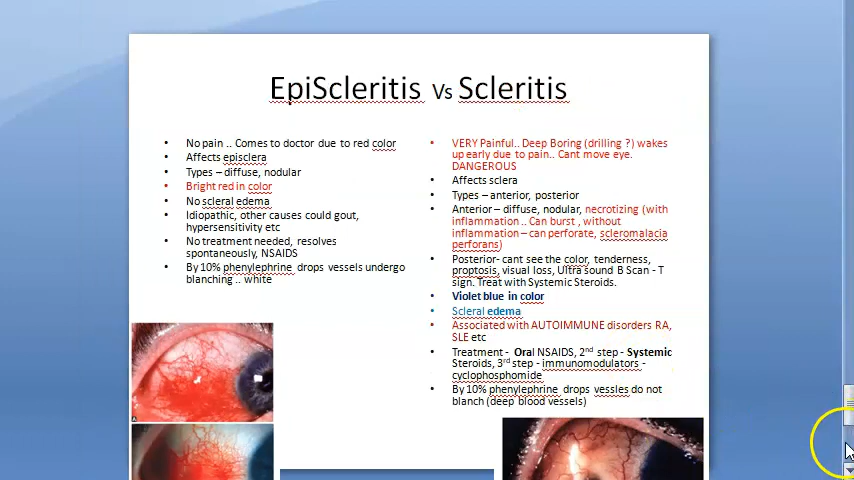 EpiScleritis Vs Scleritis
No pain .. Comes to doctor due to red color
Affects episclera
Types – diffuse, nodular
Bright red in color
No scleral edema
Idiopathic, other causes could gout,
hypersensitivity etc
No treatment needed, resolves
spontaneously, NSAIDS
By 10% phenylephrine drops vessels undergo
blanching .. white
VERY Painful.. Deep Boring (drilling ?) wakes
up early due to pain.. Cant move eye.
DANGEROUS
Affects sclera
Types – anterior, posterior
Anterior – diffuse, nodular, necrotizing (with
inflammation .. Can burst , without
inflammation – can perforate, scleromalacia
perforans)
Posterior- cant see the color, tenderness,
proptosis, visual loss, Ultra sound B Scan - T
sign. Treat with Systemic Steroids.
Violet blue in color
Scleral edema
Associated with AUTOIMMUNE disorders RA,
SLE etc
Treatment - Oral NSAIDS, 2nd step - Systemic
Steroids, 3rd step - immunomodulators -
cyclophosphomide
By 10% phenylephrine drops vessles do not
blanch (deep blood vessels)